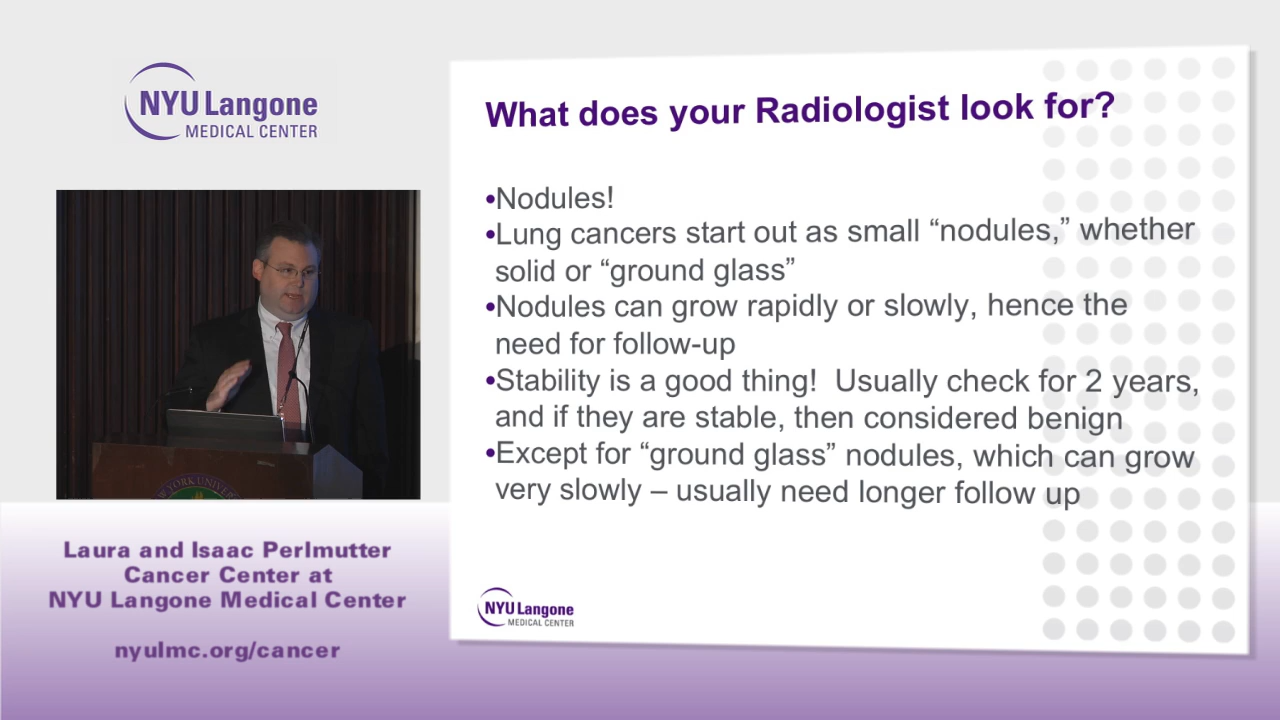 NYU Langone
MEDICAL CENTER
What does your Radiologist look for?
•Nodules!
•Lung cancers start out as small “nodules,” whether
solid or “ground glass”
•Nodules can grow rapidly or slowly, hence the
need for follow-up
•Stability is a good thing!  Usually check for 2 years,
and if they are stable, then considered benign
•Except for “ground glass” nodules, which can grow
very slowly – usually need longer follow up
NYU Langone
MEDICAL CENTER
YORK UNIVER
Laura and Isaac Perlmutter
Cancer Center at
NYU Langone Medical Center
nyulmc.org/cancer